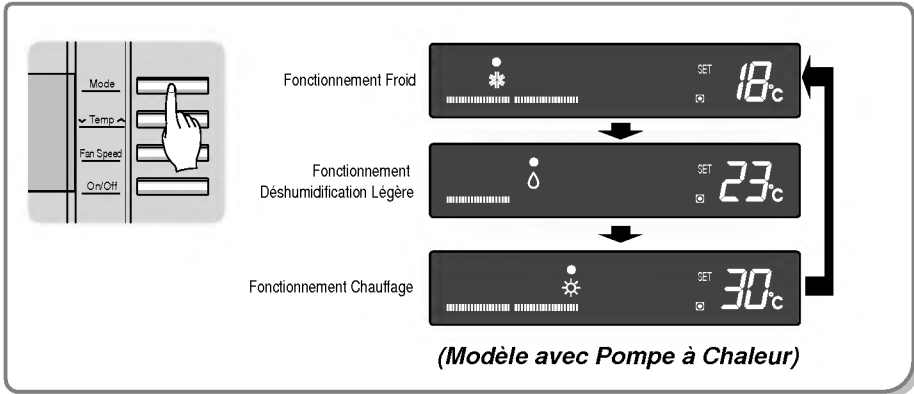 Mode
Temp
Fan Speed
On/Off
Fonctionnement Froid
SET 18°C
Fonctionnement
Déshumidification Légère
SET 23°C
Fonctionnement Chauffage
SET 30°C
(Modèle avec Pompe à Chaleur)